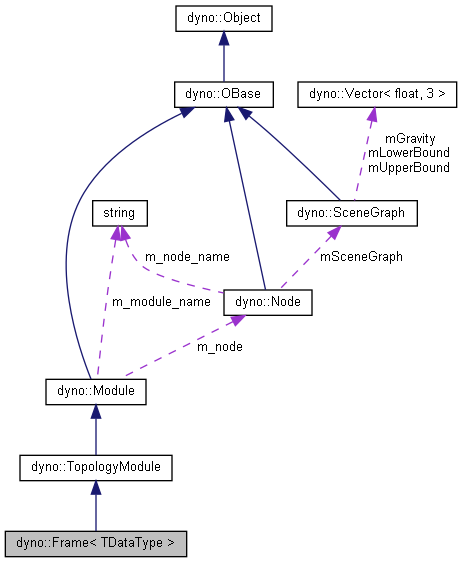 dyno::Object
dyno::OBase
dyno::Vector< float, 3 >
mGravity
mLowerBound
mUpperBound
string
dyno::SceneGraph
m_node_name
mSceneGraph
m_module_name
dyno::Node
m_node
dyno::Module
dyno::TopologyModule
dyno::Frame< TDataType >